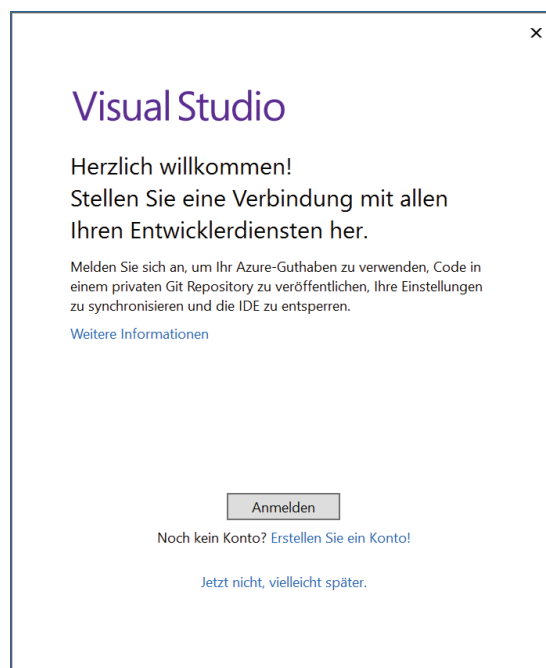 Visual Studio
Herzlich willkommen!
Stellen Sie eine Verbindung mit allen
Ihren Entwicklerdiensten her.
Melden Sie sich an, um Ihr Azure-Guthaben zu verwenden, Code in
einem privaten Git Repository zu veröffentlichen, Ihre Einstellungen
zu synchronisieren und die IDE zu entsperren.
Weitere Informationen
Anmelden
Noch kein Konto? Erstellen Sie ein Konto!
Jetzt nicht, vielleicht später.